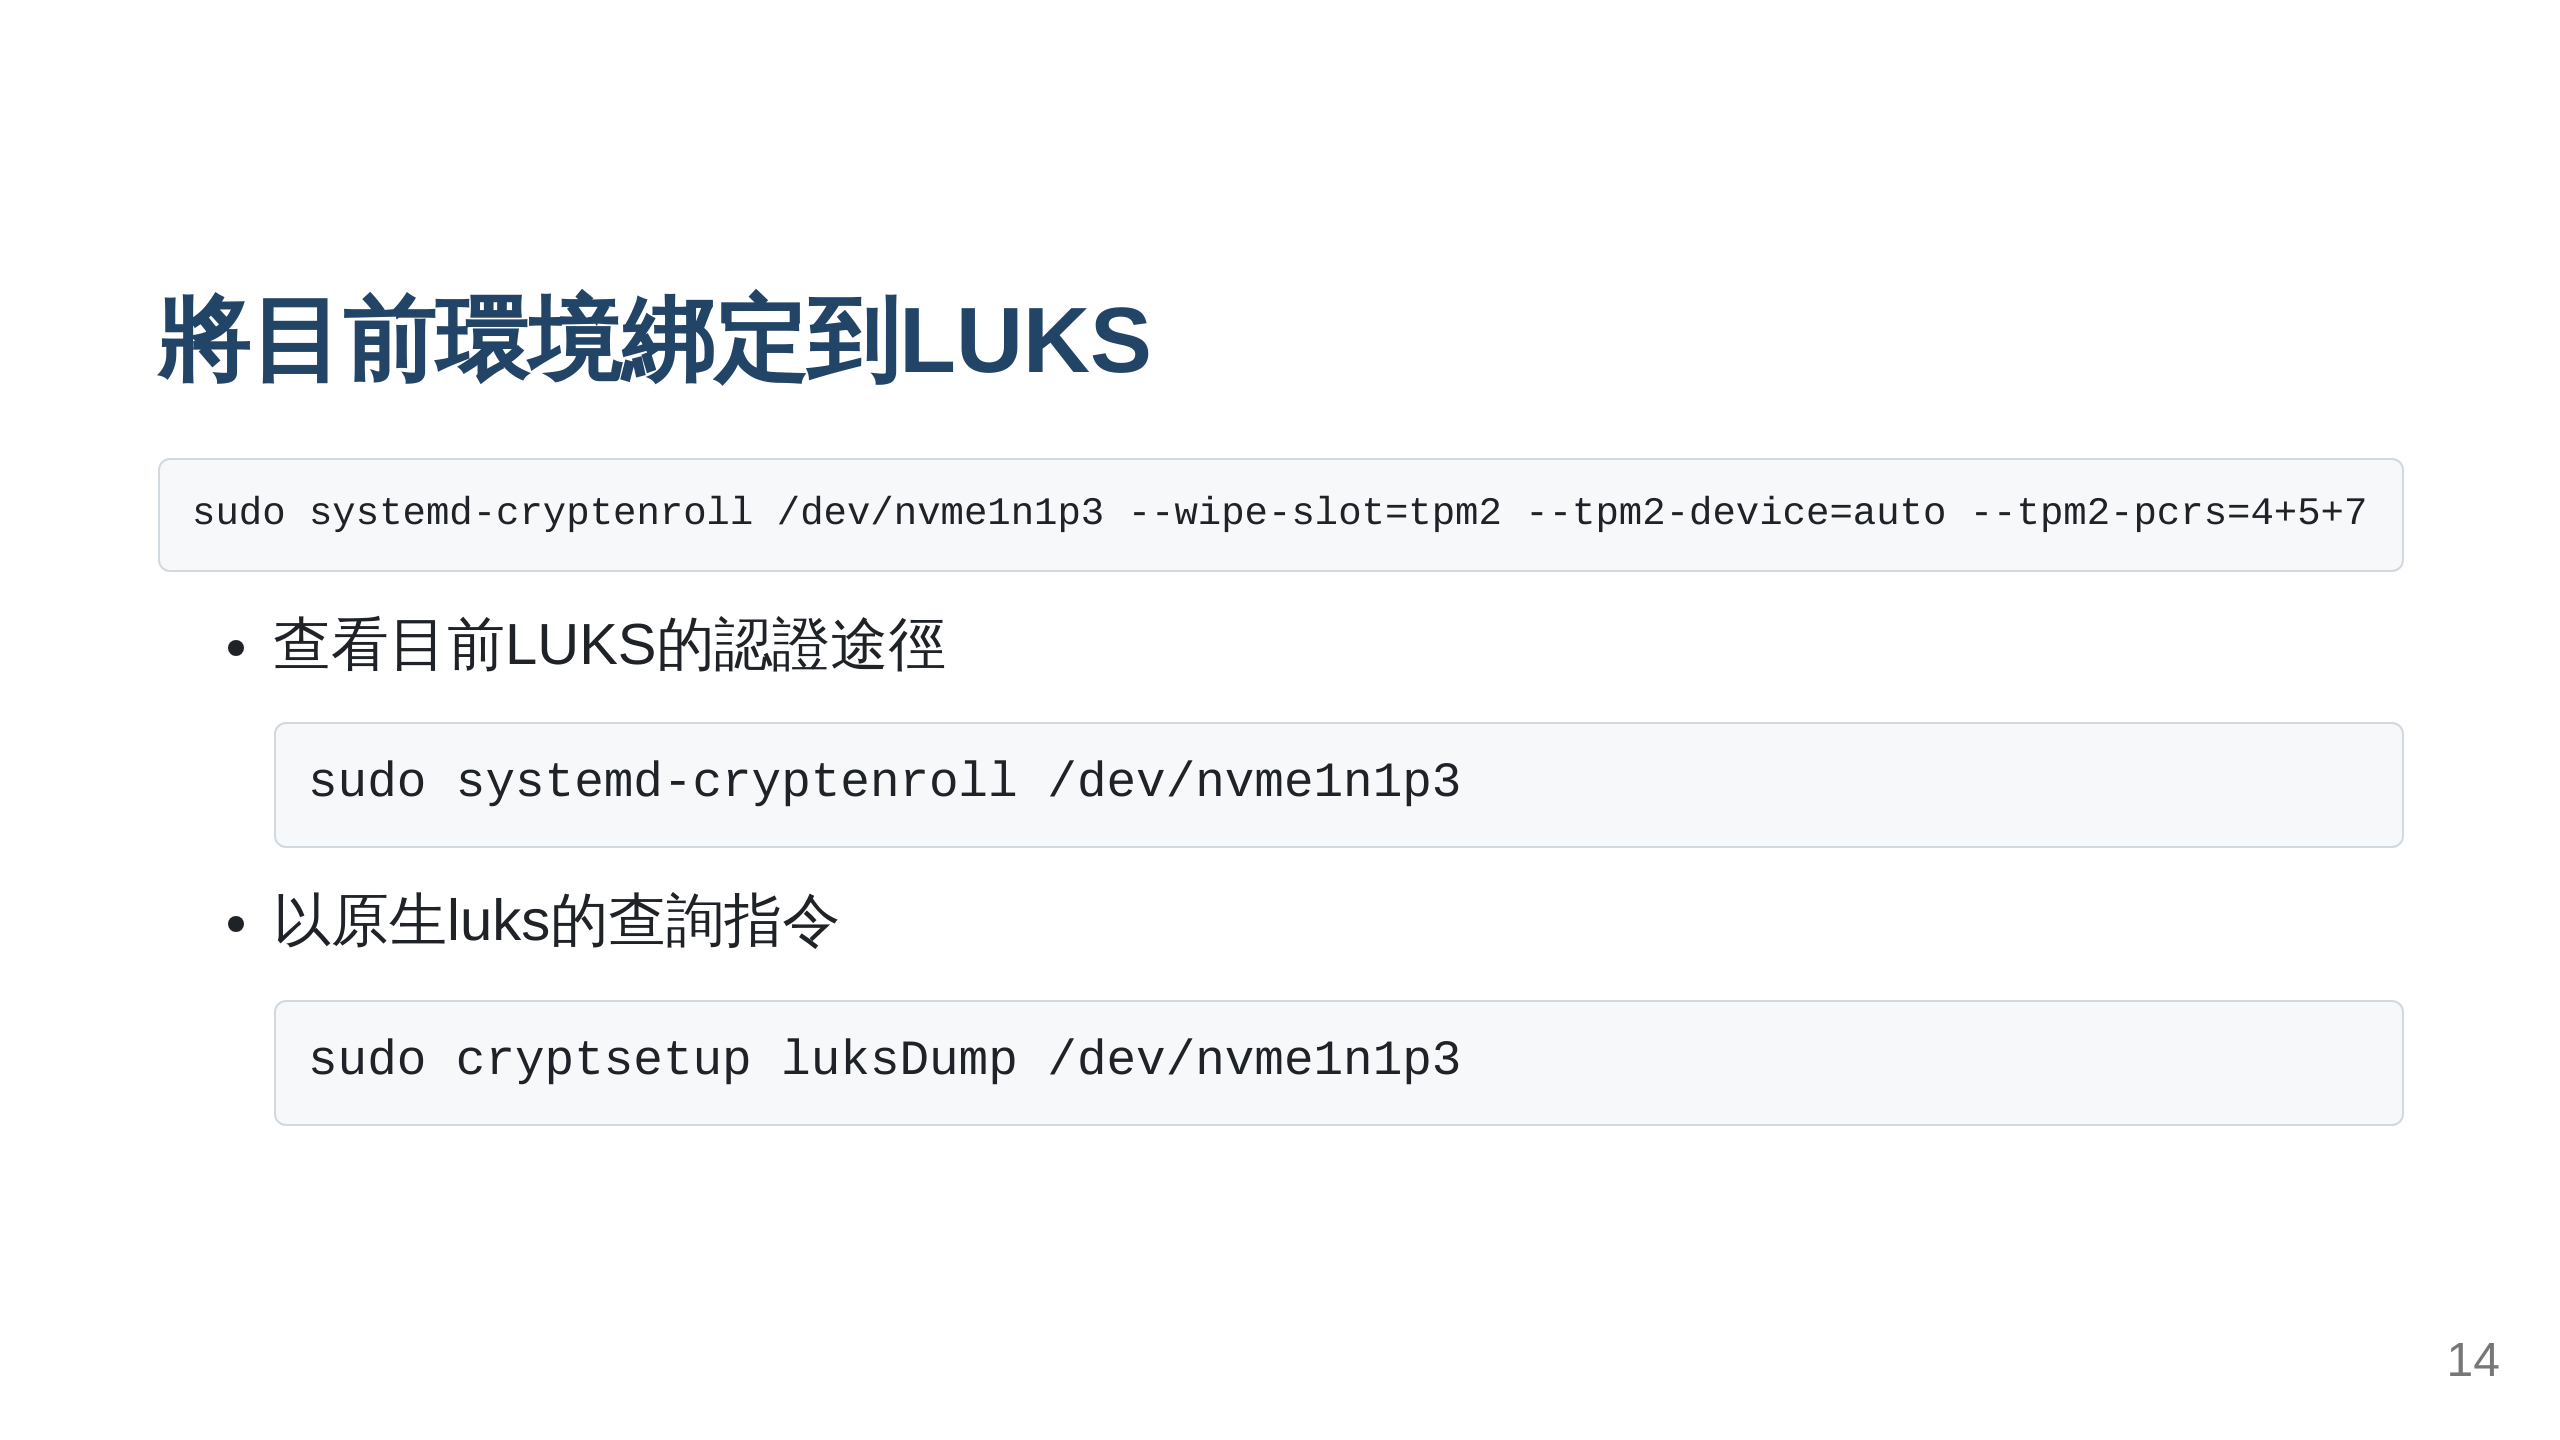 將目前環境綁定到LUKS
sudo systemd-cryptenroll /dev/nvme1n1p3 --wipe-slot=tpm2 --tpm2-device=auto --tpm2-pcrs=4+5+7
• 查看目前LUKS的認證途徑
sudo systemd-cryptenroll /dev/nvme1n1p3
• 以原生luks的查詢指令
sudo cryptsetup luksDump /dev/nvme1n1p3
14